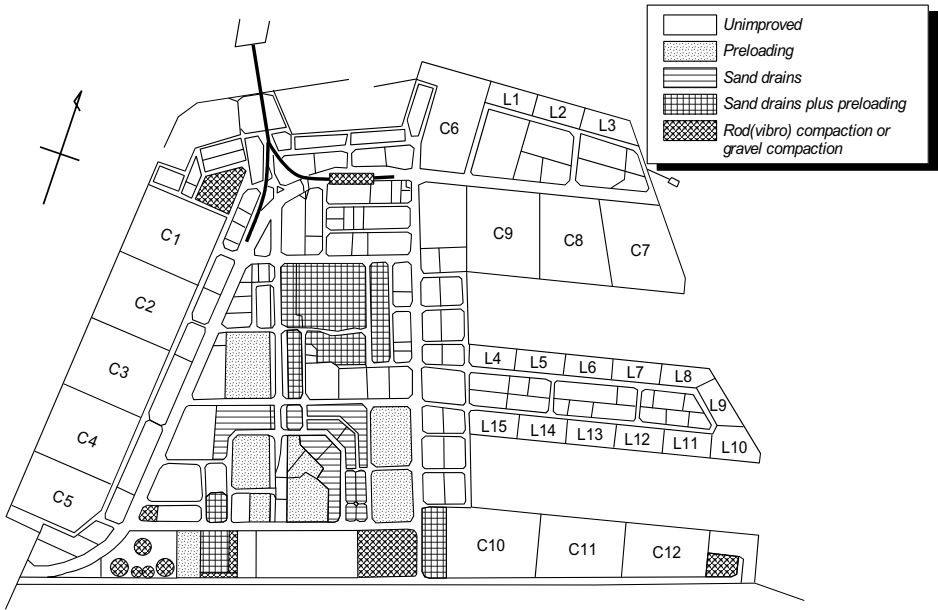 Unimproved
Preloading
Sand drains
Sand drains plus preloading
Rod(vibro) compaction or
gravel compaction
L1
L2
L3
C6
C1
C9
C8
C7
C2
C3
L4
L5
L6
L7
L8
L9
C4
L15
L14
L13
L12
L11
L10
C5
C10
C11
C12